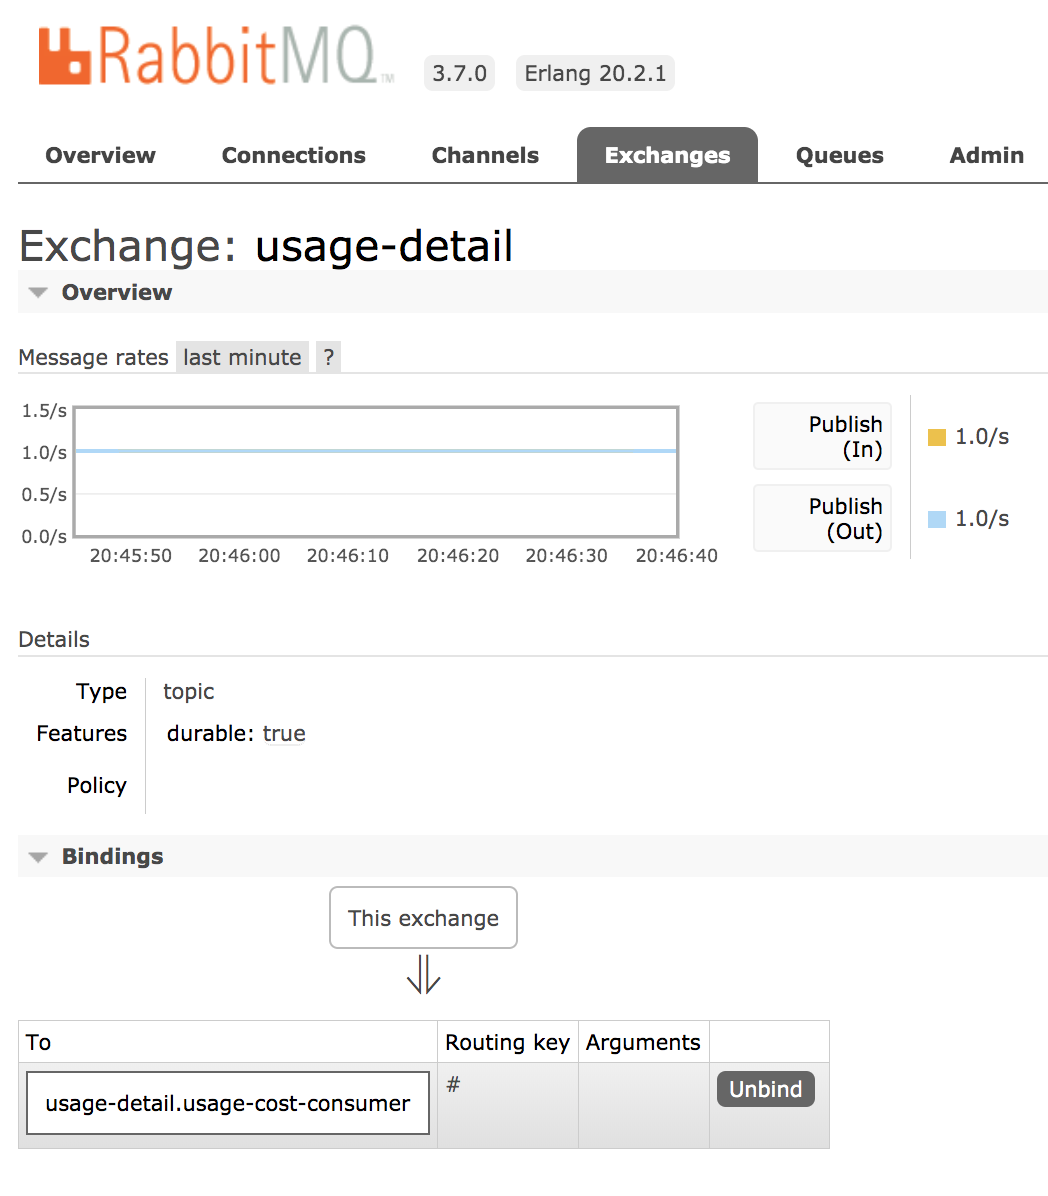 RabbitMQ™ 3.7.0 Erlang 20.2.1
Overview Connections Channels Exchanges Queues Admin
Exchange: usage-detail
Overview
Message rates last minute ?
1.5/s
1.0/s
0.5/s
0.0/s
20:45:50 20:46:00 20:46:10 20:46:20 20:46:30 20:46:40
Publish
(In)
1.0/s
Publish
(Out)
1.0/s
Details
Type topic
Features durable: true
Policy
Bindings
This exchange
⇓
To Routing key Arguments
usage-detail.usage-cost-consumer # Unbind